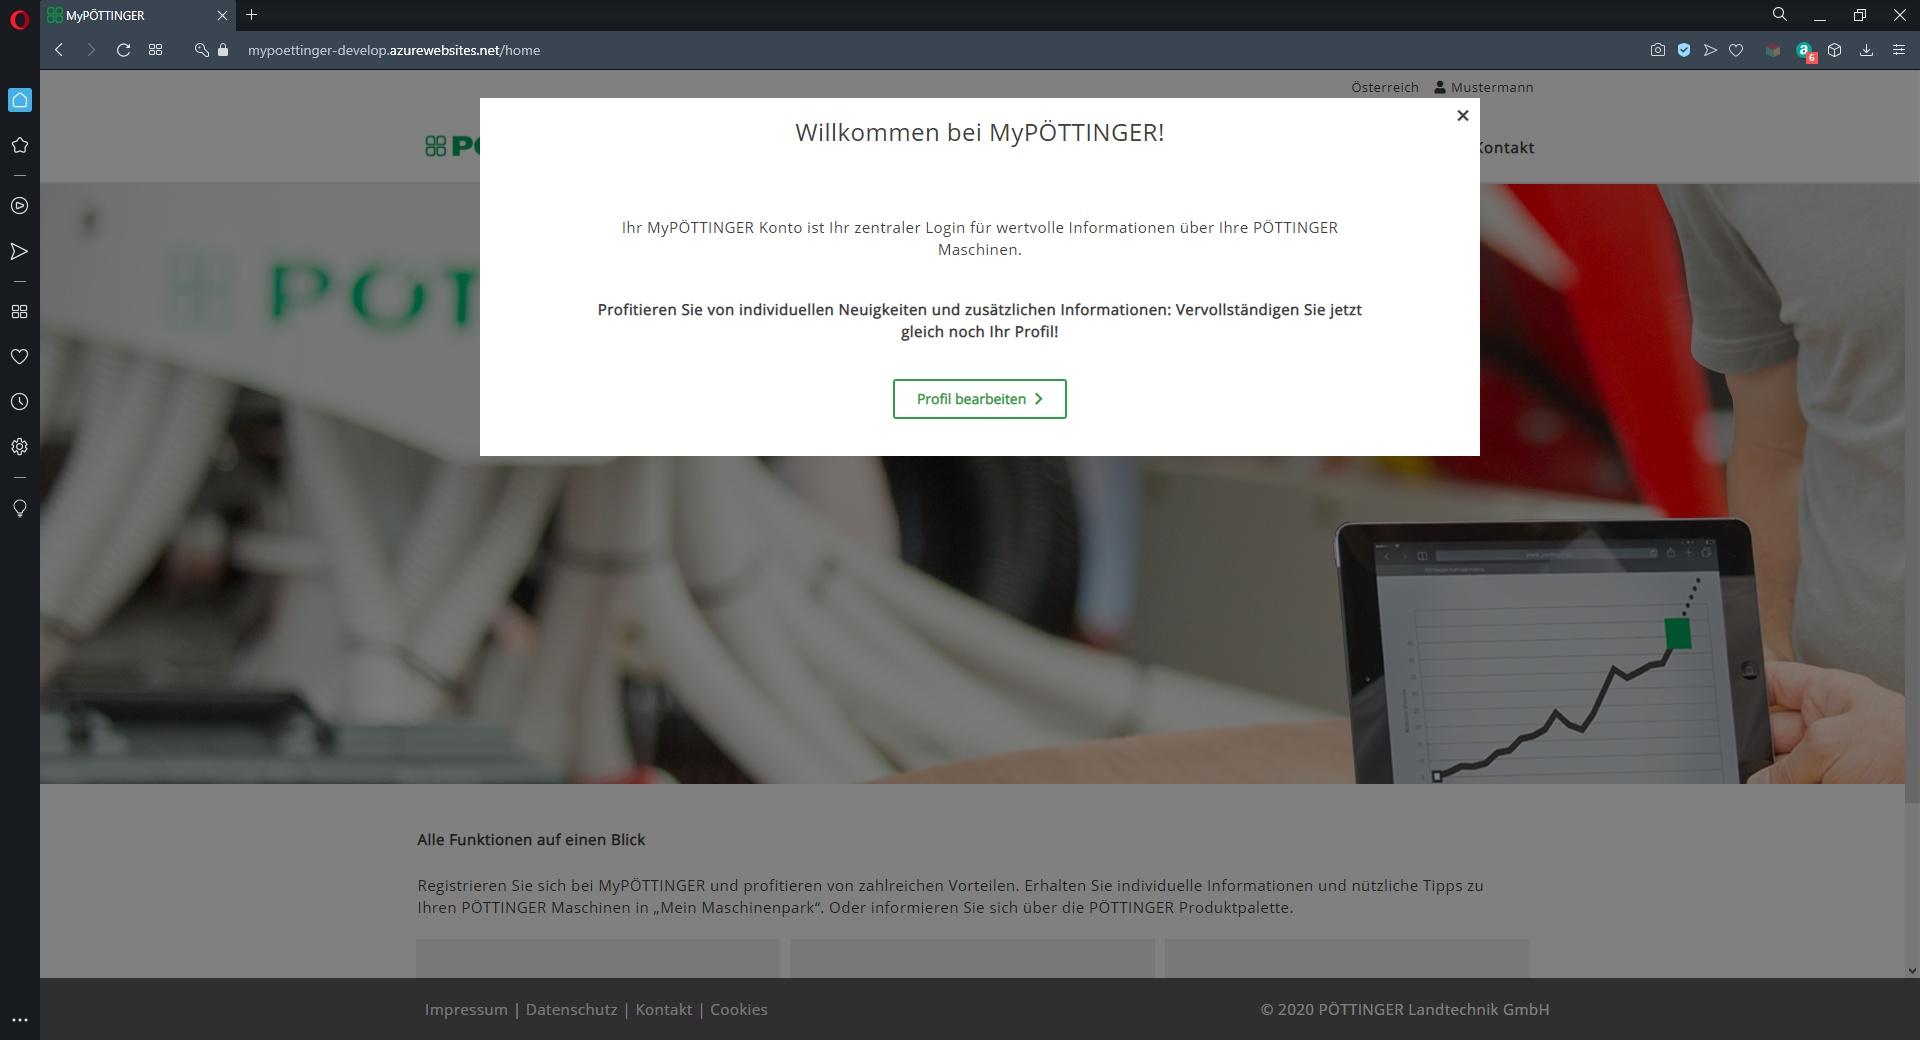 MyPÖTTINGER
mypoettinger-develop.azurewebsites.net/home
6
Österreich Mustermann
Kontakt
Willkommen bei MyPÖTTINGER!
Ihr MyPÖTTINGER Konto ist Ihr zentraler Login für wertvolle Informationen über Ihre PÖTTINGER
Maschinen.
Profitieren Sie von individuellen Neuigkeiten und zusätzlichen Informationen: Vervollständigen Sie jetzt
gleich noch Ihr Profil!
Profil bearbeiten
Alle Funktionen auf einen Blick
Registrieren Sie sich bei MyPÖTTINGER und profitieren von zahlreichen Vorteilen. Erhalten Sie individuelle Informationen und nützliche Tipps zu
Ihren PÖTTINGER Maschinen in „Mein Maschinenpark“. Oder informieren Sie sich über die PÖTTINGER Produktpalette.
Impressum | Datenschutz | Kontakt | Cookies
© 2020 PÖTTINGER Landtechnik GmbH